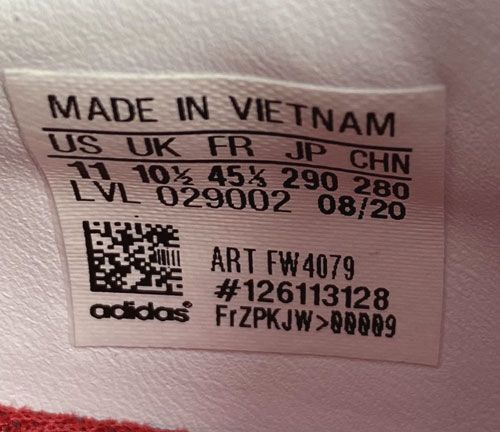 MADE IN VIETNAM
US UK FR JP CHN
11 10½ 45⅓ 290 280
LVL 029002 08/20
ART FW4079
#126113128
adidas FrZPKJW>00009